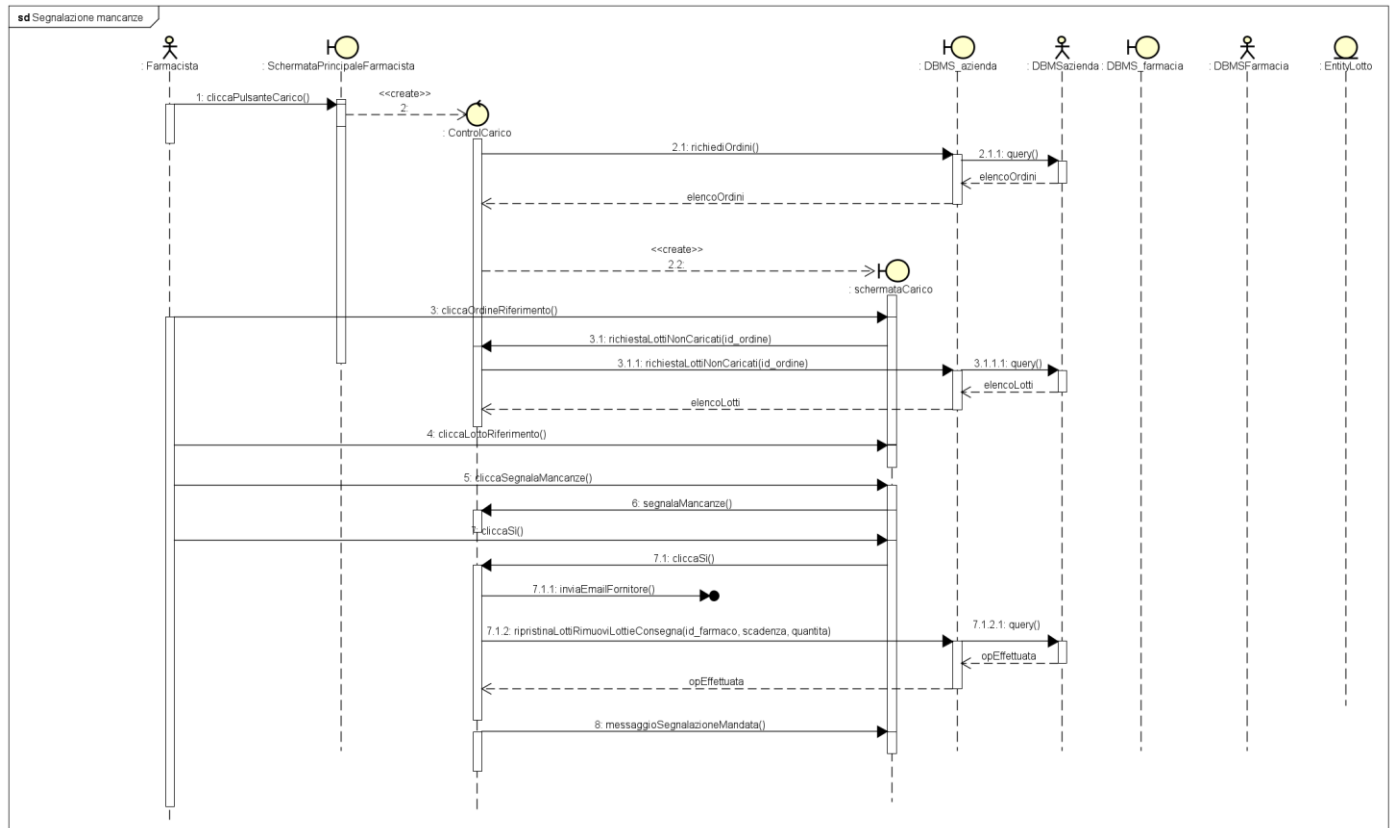 sd Segnalazione mancanze
: Farmacista
: SchermataPrincipaleFarmacista
: DBMS_azienda
: DBMSazienda
: DBMS_farmacia
: DBMSFarmacia
: EntityLotto
1: cliccaPulsanteCarico()
<<create>>
2:
: ControlCarico
2.1: richiediOrdini()
2.1.1: query()
elencoOrdini
elencoOrdini
<<create>>
2.2:
: schermataCarico
3: cliccaOrdineRiferimento()
3.1: richiestaLottiNonCaricati(id_ordine)
3.1.1: richiestaLottiNonCaricati(id_ordine)
3.1.1.1: query()
elencoLotti
elencoLotti
4: cliccaLottoRiferimento()
5: cliccaSegnalaMancanze()
6: segnalaMancanze()
7: cliccaSi()
7.1: cliccaSi()
7.1.1: inviaEmailFornitore()
7.1.2: ripristinaLottiRimuoviLottieConsegna(id_farmaco, scadenza, quantita)
7.1.2.1: query()
opEffettuata
opEffettuata
8: messaggioSegnalazioneMandata()